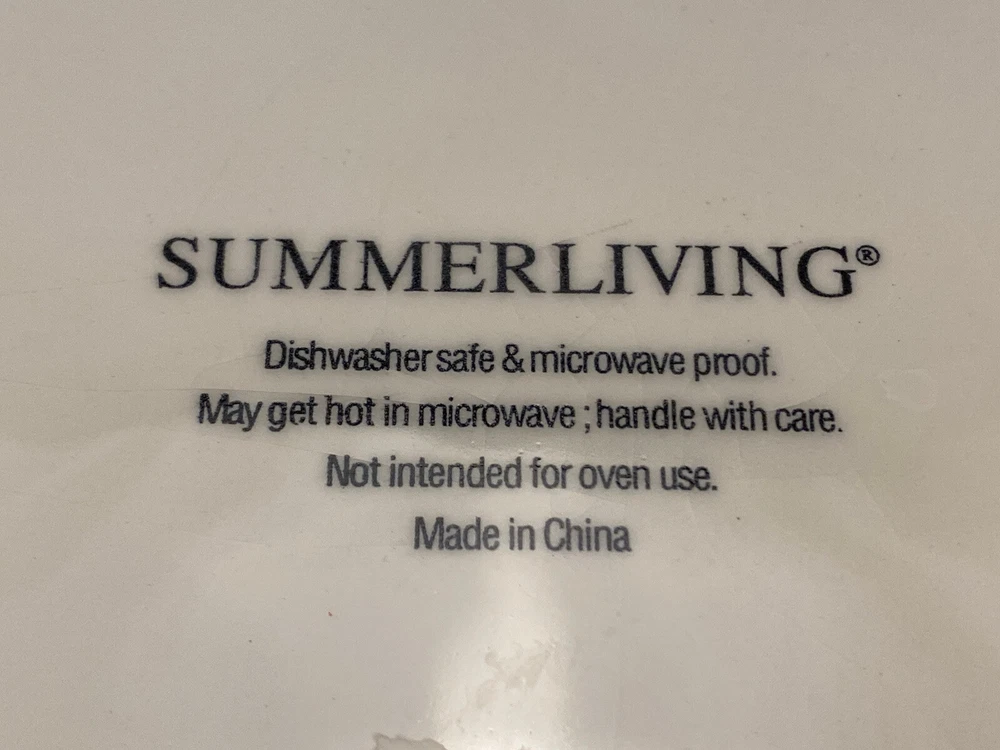 SUMMERLIVING®
Dishwasher safe & microwave proof.
May get hot in microwave ; handle with care.
Not intended for oven use.
Made in China